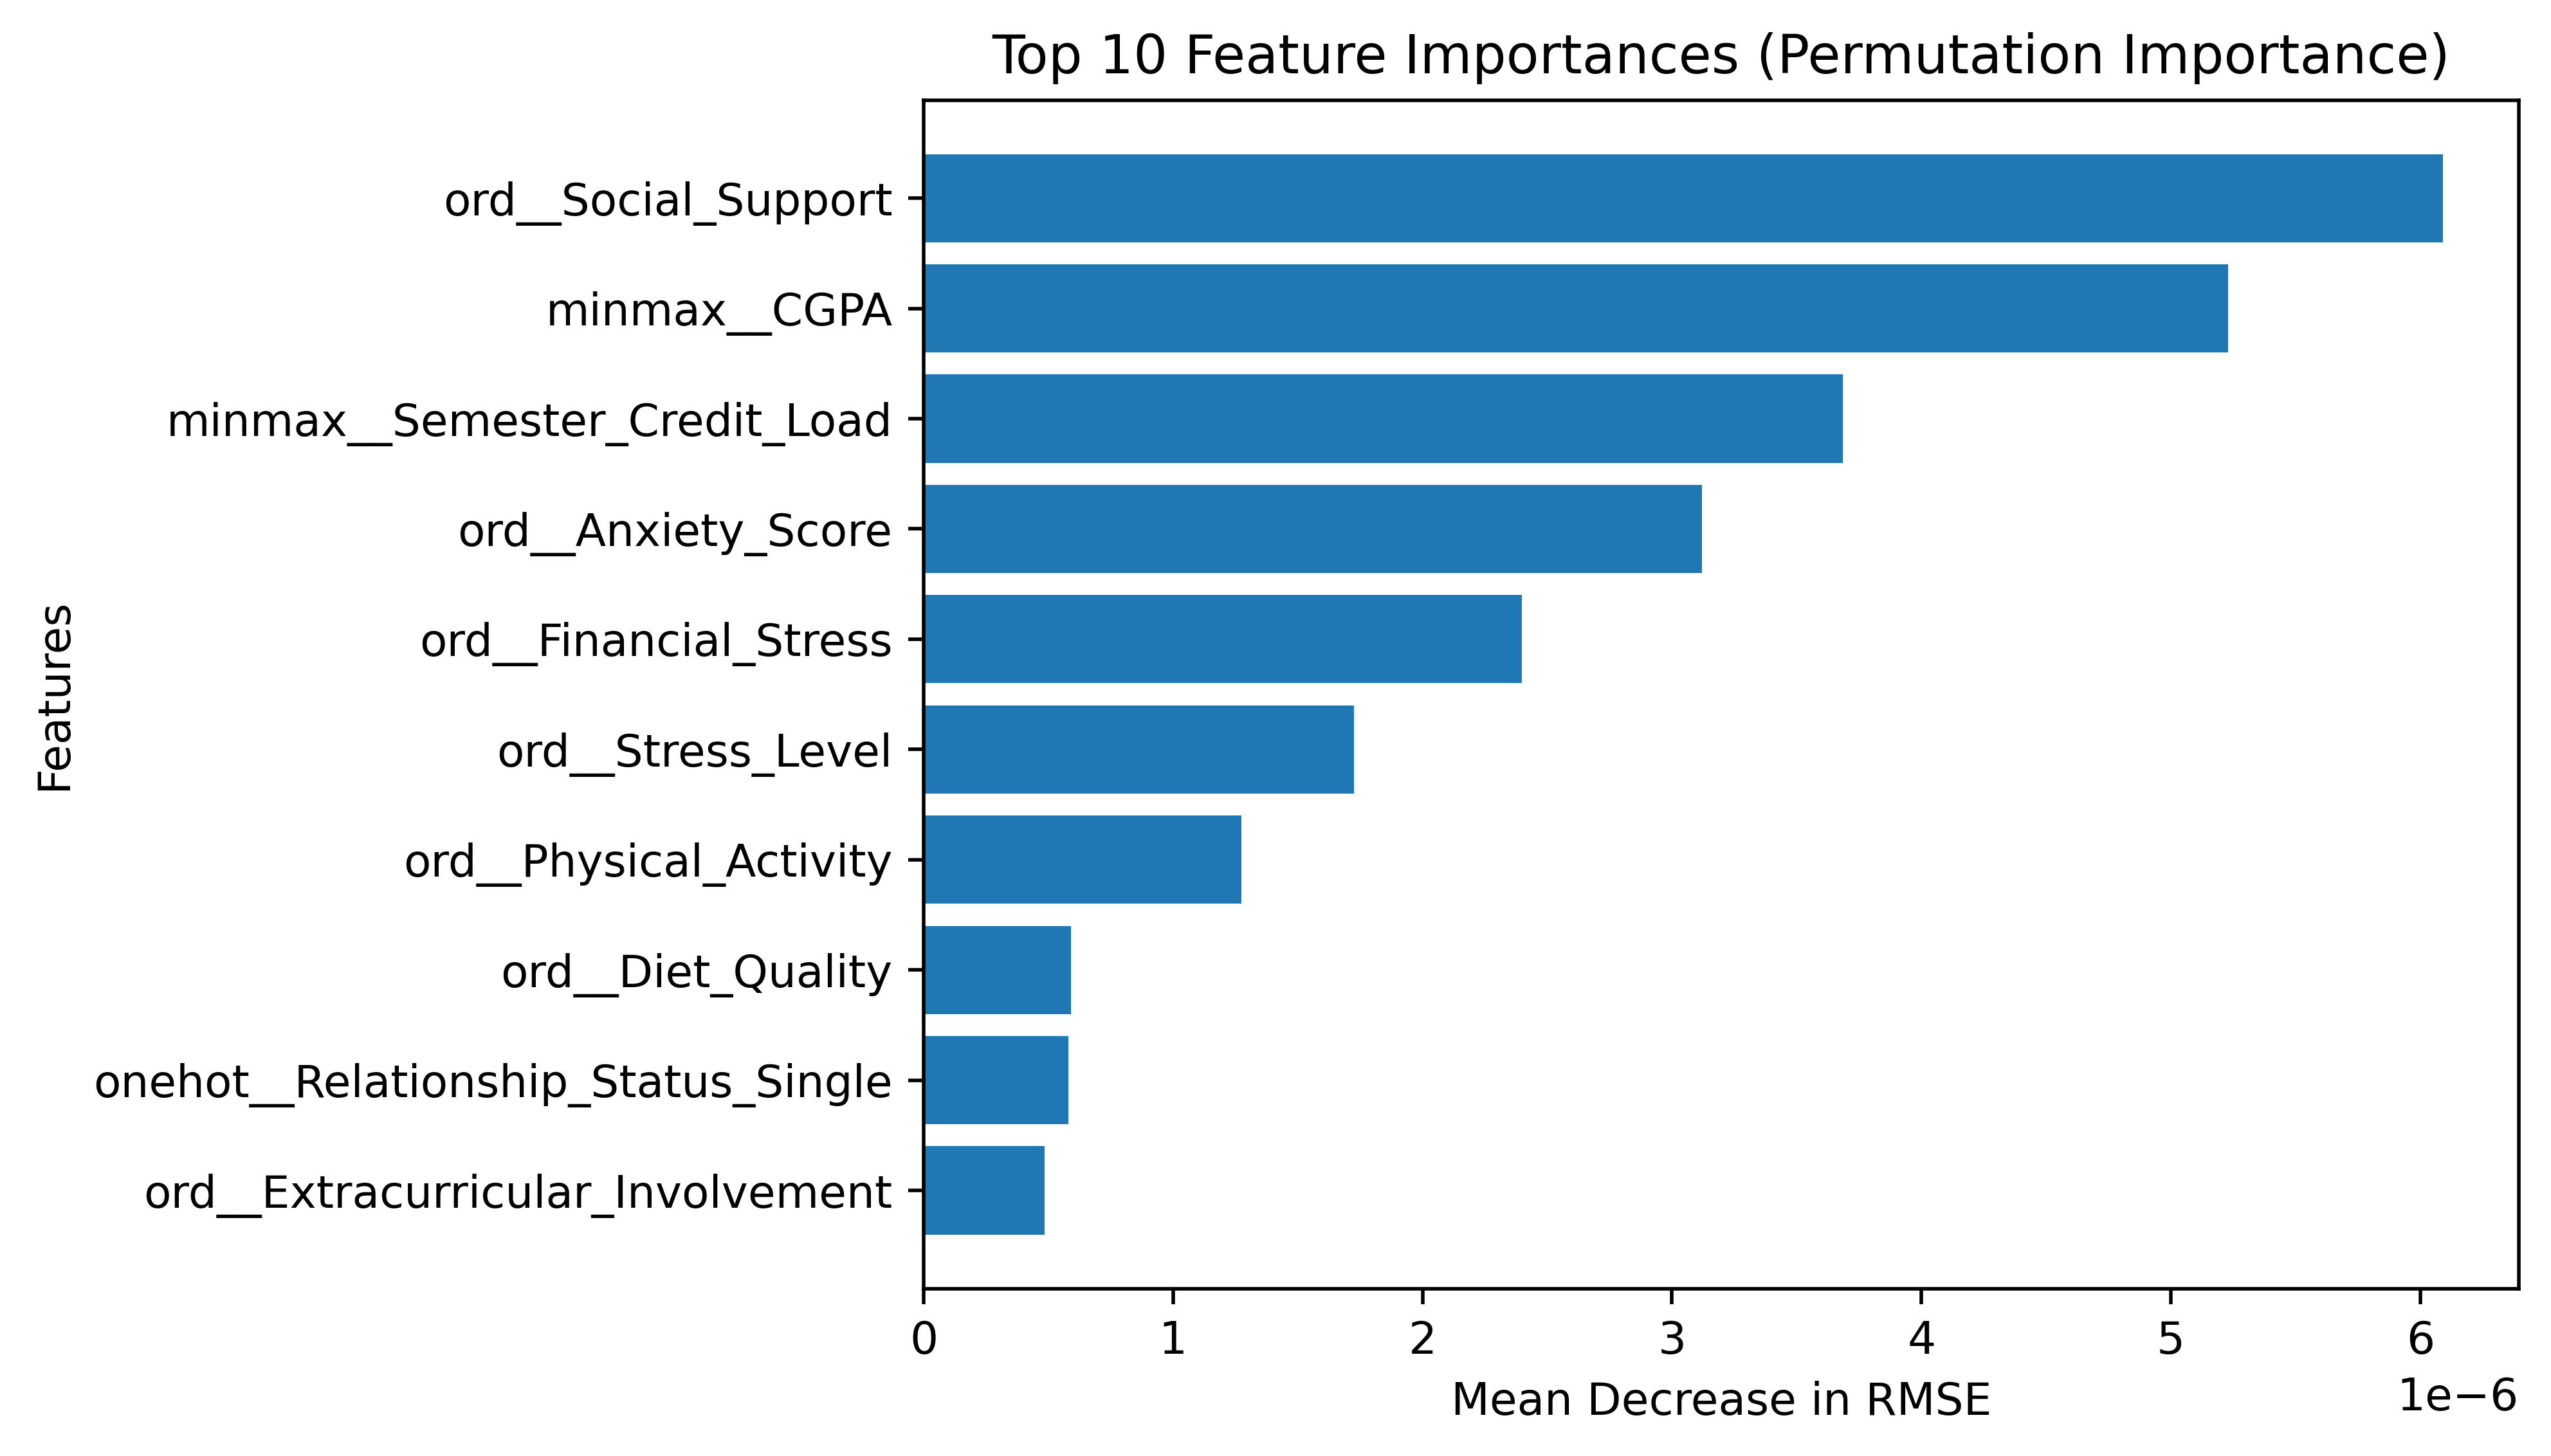 Top 10 Feature Importances (Permutation Importance)
Features
ord__Social_Support
minmax__CGPA
minmax__Semester_Credit_Load
ord__Anxiety_Score
ord__Financial_Stress
ord__Stress_Level
ord__Physical_Activity
ord__Diet_Quality
onehot__Relationship_Status_Single
ord__Extracurricular_Involvement
0 1 2 3 4 5 6
Mean Decrease in RMSE
1e−6